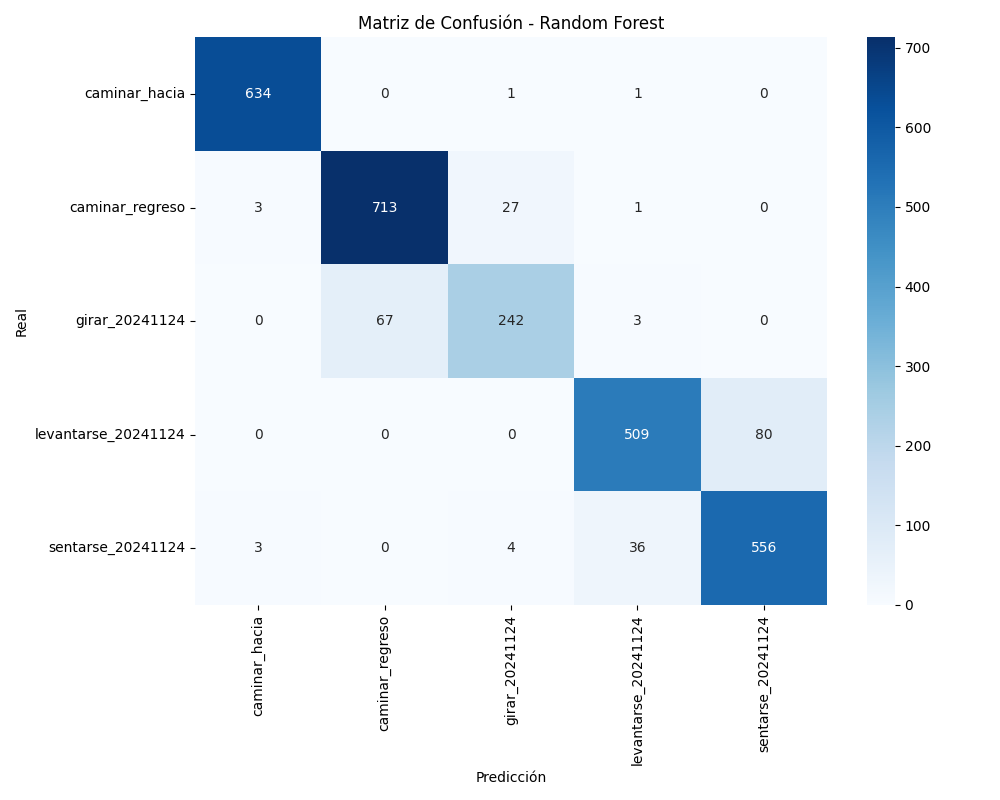 Matriz de Confusión - Random Forest
caminar_hacia 634 0 1 1 0
caminar_regreso 3 713 27 1 0
girar_20241124 0 67 242 3 0
levantarse_20241124 0 0 0 509 80
sentarse_20241124 3 0 4 36 556
Real
caminar_hacia
caminar_regreso
girar_20241124
levantarse_20241124
sentarse_20241124
Predicción
700
600
500
400
300
200
100
0